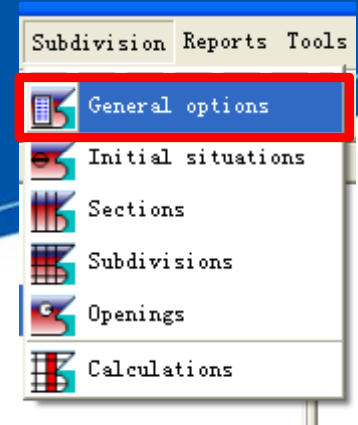 Subdivision Reports Tools
General options
Initial situations
Sections
Subdivisions
Openings
Calculations